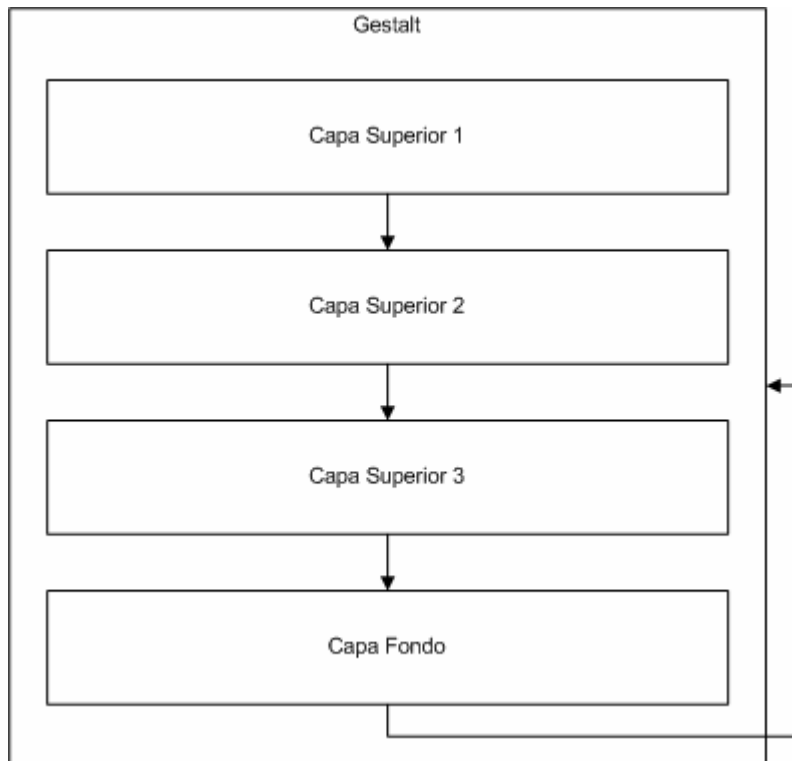 Gestalt
Capa Superior 1
Capa Superior 2
Capa Superior 3
Capa Fondo